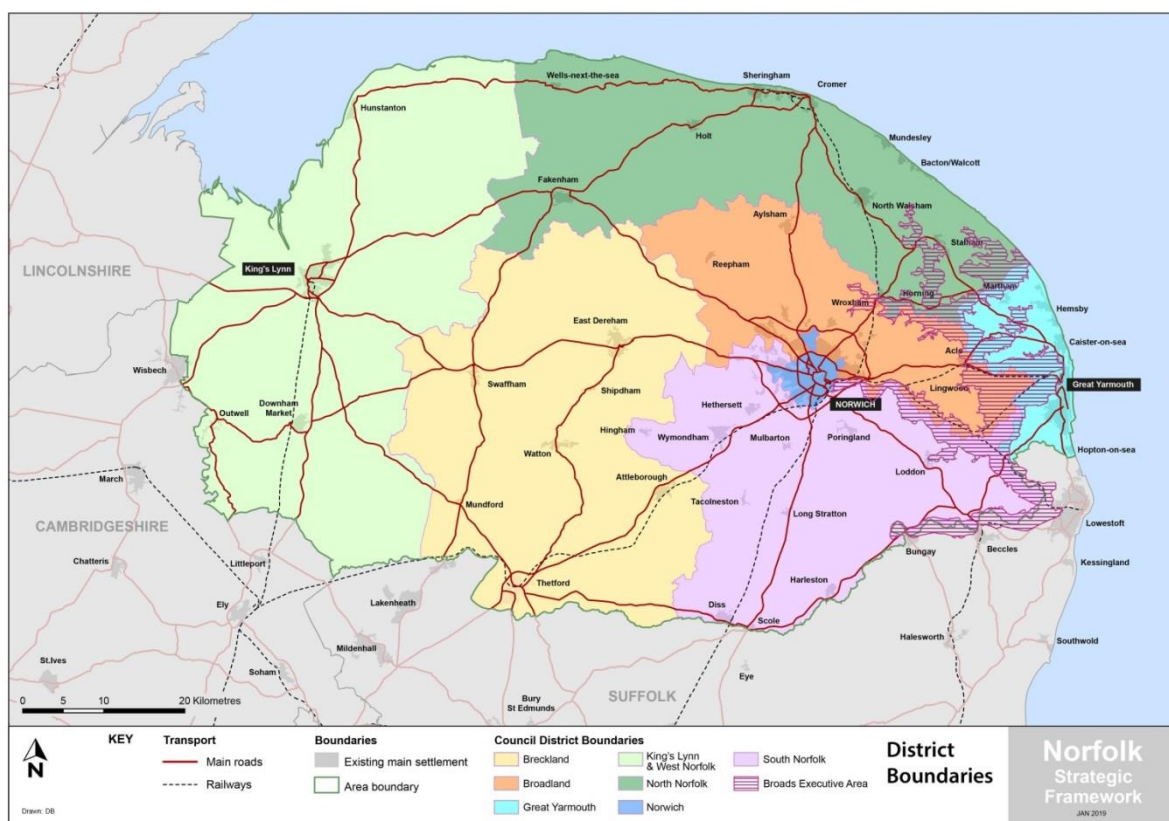 Wells-next-the-sea
Sheringham
Cromer
Hunstanton
Holt
Mundesley
Bacton/Walcott
Fakenham
North Walsham
Aylsham
Stalham
LINCOLNSHIRE
King's Lynn
Reepham
Martham
Horning
Wroxham
Hemsby
East Dereham
Caister-on-sea
Acle
Wisbech
Swaffham
Shipdham
Lingwood
Great Yarmouth
Outwell
Downham
Market
Hethersett
NORWICH
Hingham
Wymondham
Mulbarton
Poringland
Watton
Hopton-on-sea
March
Attleborough
Loddon
Mundford
Tacolneston
Long Stratton
CAMBRIDGESHIRE
Lowestoft
Bungay
Beccles
Chatteris
Littleport
Kessingland
Thetford
Harleston
Ely
Lakenheath
Diss
Scole
Halesworth
Southwold
Mildenhall
St.Ives
Soham
Eye
SUFFOLK
Bury
St Edmunds
0 5 10 20 Kilometres
N
Drawn: DB
KEY
Transport
Main roads
Railways
Boundaries
Existing main settlement
Area boundary
Council District Boundaries
Breckland
Broadland
Great Yarmouth
King's Lynn
& West Norfolk
North Norfolk
Norwich
South Norfolk
Broads Executive Area
District
Boundaries
Norfolk
Strategic
Framework
JAN 2019